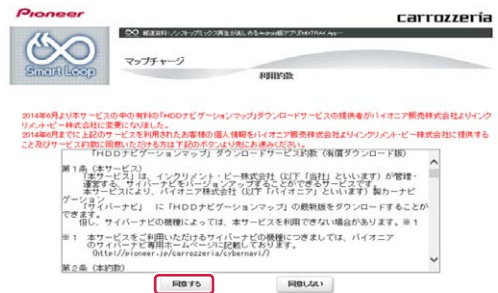 Pioneer
carrozzeria
Smart Loop
マップチャージ
利用約款
2014年6月より本サービスの中の有料の「HDDナビゲーションマップ」ダウンロードサービスの提供者がパイオニア販売株式会社よりインク
リメント・ピー株式会社に変更になりました。
2014年6月までに上記のサービスを利用されたお客様の個人情報をパイオニア販売株式会社よりインクリメント・ピー株式会社に提供する
こと及びサービス約款に同意いただける方は下記のボタンより先にお進みください。
「HDDナビゲーションマップ」ダウンロードサービス約款（有償ダウンロード版）
第1条（本サービス）
「本サービス」は、インクリメント・ピー株式会社（以下「当社」といいます）が管理・
運営する、サイバーナビをバージョンアップすることができるサービスです。
本サービスにより、パイオニア株式会社（以下「パイオニア」といいます）製カーナビ
ゲーション
「サイバーナビ」 に「HDDナビゲーションマップ」の最新版をダウンロードすることが
できます。
但し、サイバーナビの機種によっては、本サービスを利用できない場合があります。※1
※1 本サービスをご利用いただけるサイバーナビの機種につきましては、パイオニア
のサイバーナビ専用ホームページに記載しております。
(http://pioneer.jp/carrozzeria/cybernavi/)
第2条（本約款）
同意する
同意しない